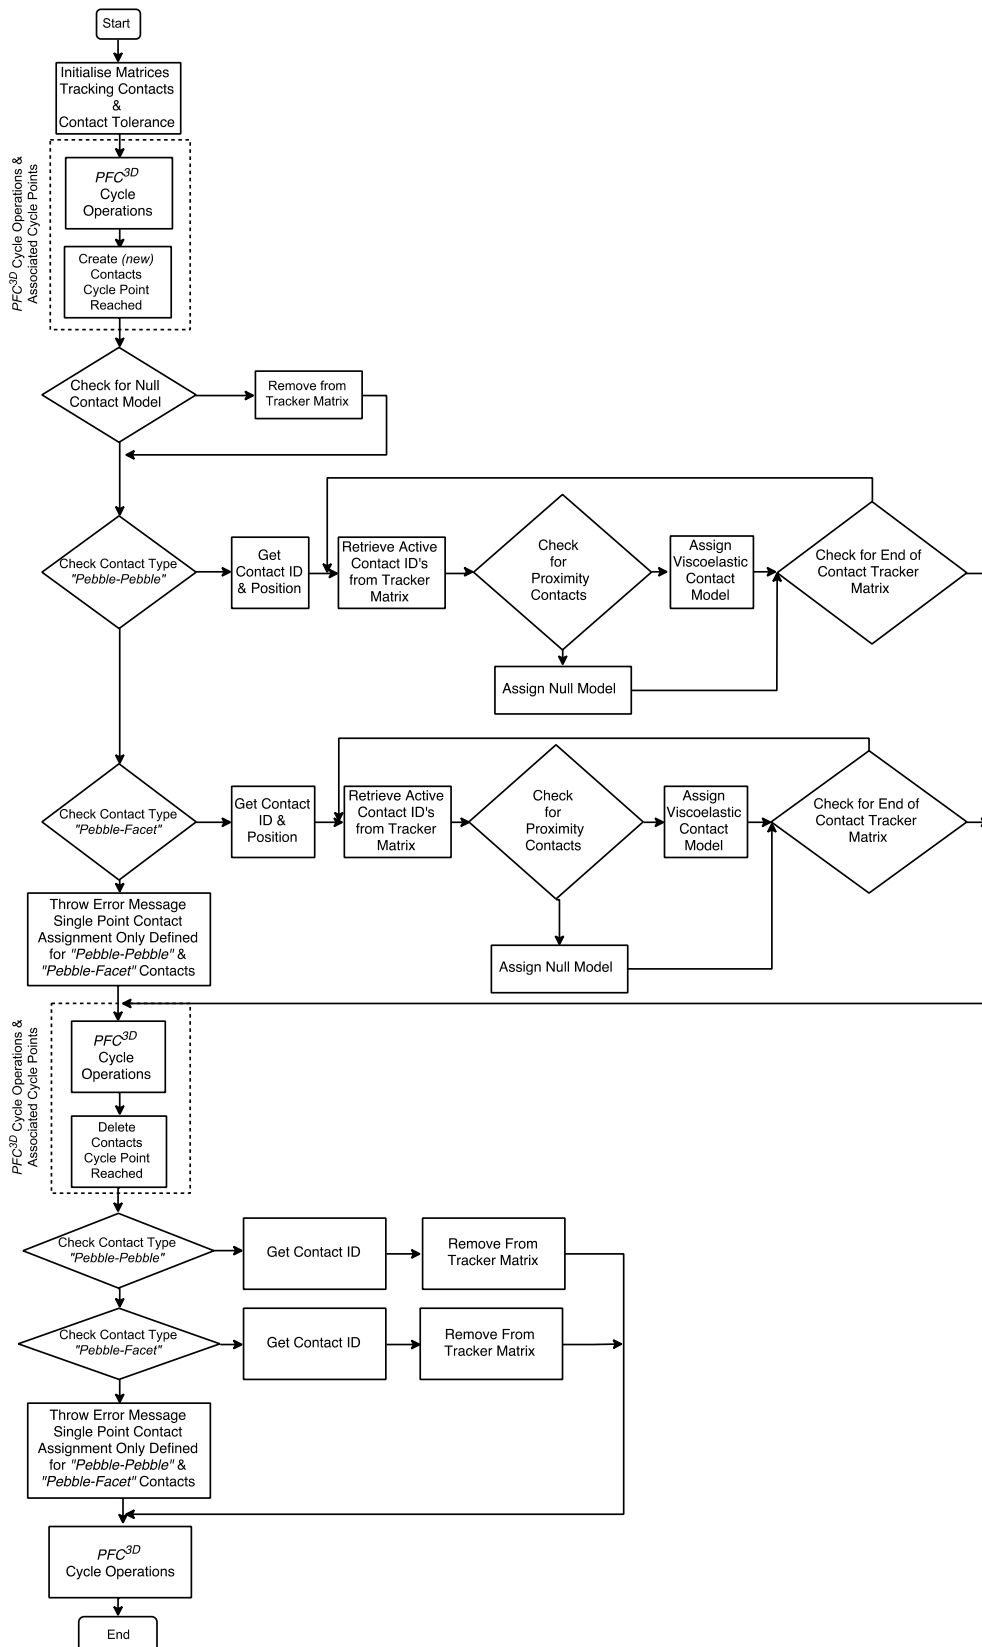 Start
Initialise Matrices
Tracking Contacts
&
Contact Tolerance
PFC3D Cycle Operations &
Associated Cycle Points
PFC3D
Cycle
Operations
Create (new)
Contacts
Cycle Point
Reached
Check for Null
Contact Model
Remove from
Tracker Matrix
Check Contact Type
"Pebble-Pebble"
Get
Contact ID
& Position
Retrieve Active
Contact ID's
from Tracker
Matrix
Check
for
Proximity
Contacts
Assign
Viscoelastic
Contact
Model
Check for End of
Contact Tracker
Matrix
Assign Null Model
Check Contact Type
"Pebble-Facet"
Get Contact
ID &
Position
Retrieve Active
Contact ID's
from Tracker
Matrix
Check
for
Proximity
Contacts
Assign
Viscoelastic
Contact
Model
Check for End of
Contact Tracker
Matrix
Assign Null Model
Throw Error Message
Single Point Contact
Assignment Only Defined
for "Pebble-Pebble" &
"Pebble-Facet" Contacts
PFC3D Cycle Operations &
Associated Cycle Points
PFC3D
Cycle
Operations
Delete
Contacts
Cycle Point
Reached
Check Contact Type
"Pebble-Pebble"
Get Contact ID
Remove From
Tracker Matrix
Check Contact Type
"Pebble-Facet"
Get Contact ID
Remove From
Tracker Matrix
Throw Error Message
Single Point Contact
Assignment Only Defined
for "Pebble-Pebble" &
"Pebble-Facet" Contacts
PFC3D
Cycle Operations
End